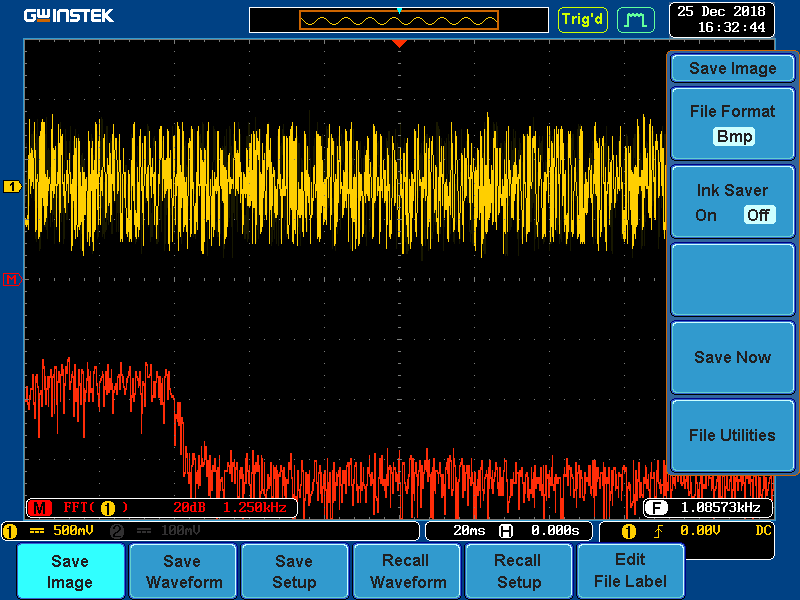 GWINSTEK
Trig'd
25 Dec 2018
16:32:44
Save Image
File Format
Bmp
1
Ink Saver
On Off
M
Save Now
File Utilities
M FFT( 1 ) 20dB 1.250kHz
F 1.08573kHz
1 500mV 2 100mV
20ms H 0.000s
1 0.00V DC
Save Image
Save Waveform
Save Setup
Recall Waveform
Recall Setup
Edit File Label